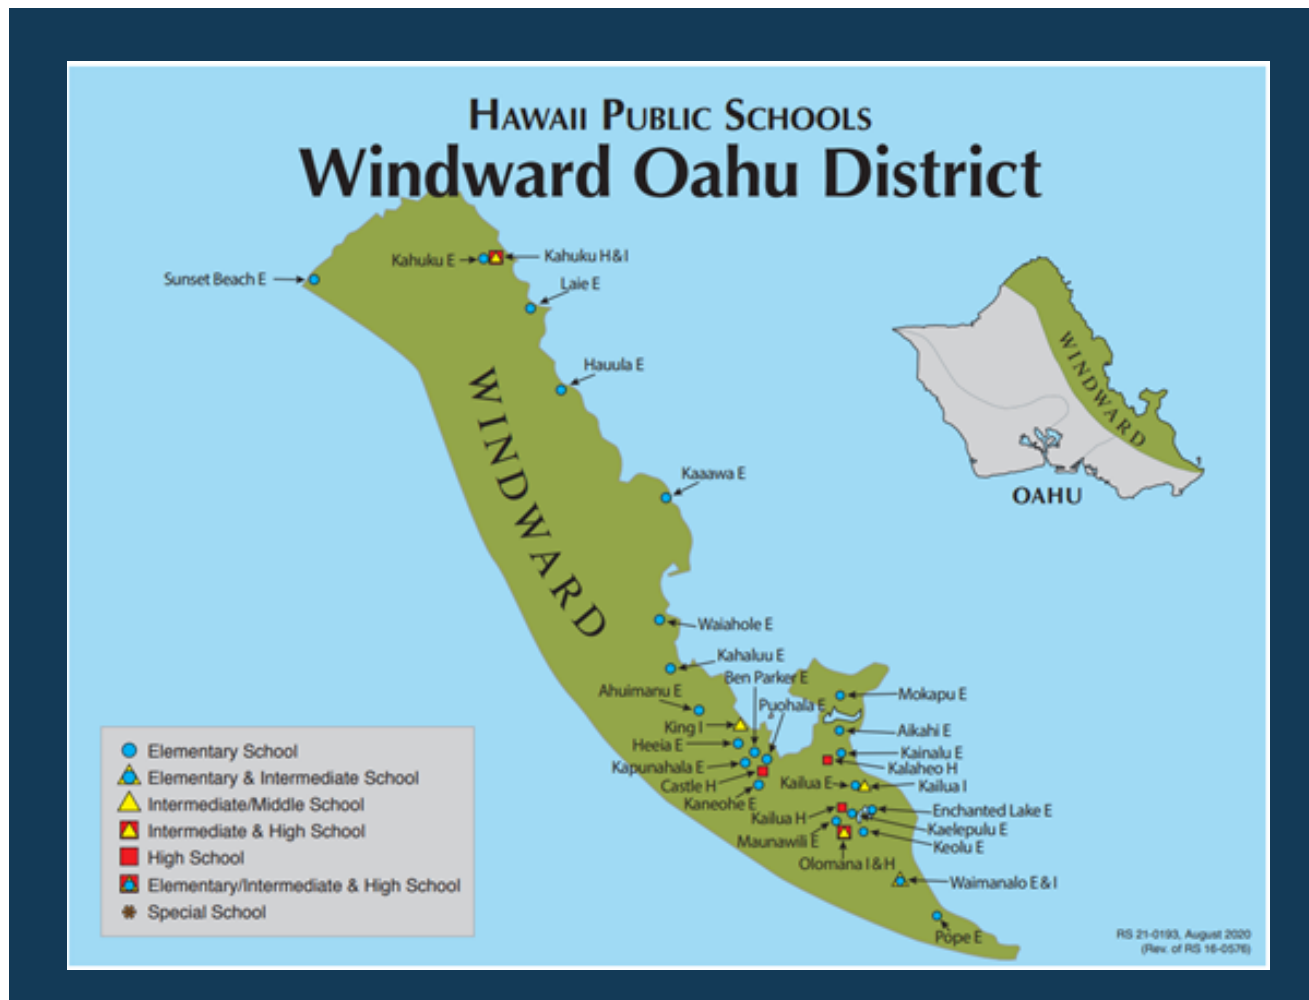 HAWAII PUBLIC SCHOOLS
Windward Oahu District
Kahuku E
Kahuku H&I
Sunset Beach E
Laie E
Hauula E
WINDWARD
Kaaawa E
WINDWARD
OAHU
Waiahole E
Kahaluu E
Ben Parker E
Ahuimanu E
Puohala E
Mokapu E
King I
Aikahi E
Heeia E
Kainalu E
Kapunahala E
Kalaheo H
Castle H
Kailua E
Kailua I
Kaneohe E
Enchanted Lake E
Kailua H
Kaelepulu E
Maunawili E
Keolu E
Olomana I&H
Waimanalo E&I
Pope E
Elementary School
Elementary & Intermediate School
Intermediate/Middle School
Intermediate & High School
High School
Elementary/Intermediate & High School
Special School
RS 21-0193, August 2020
(Rev. of RS 16-0576)